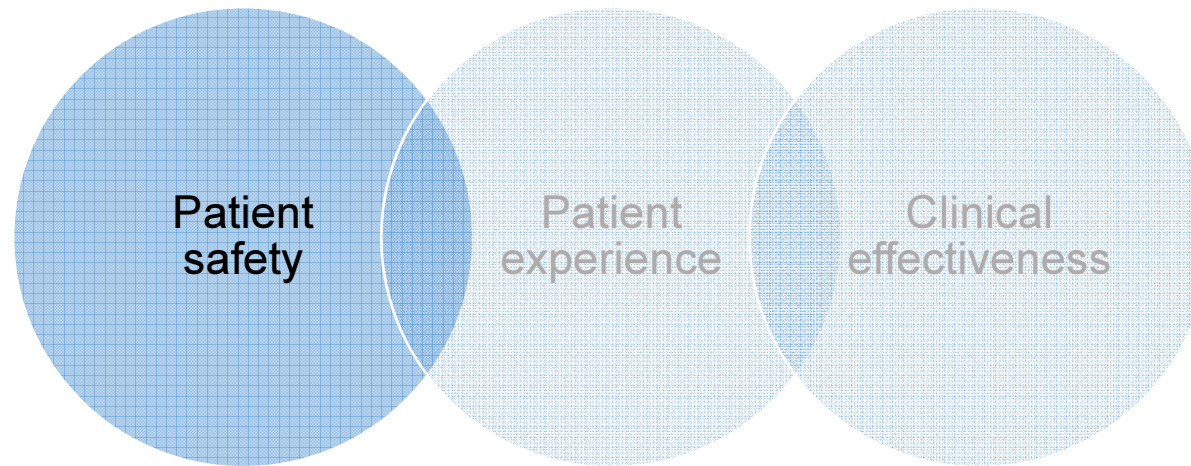 Patient
safety
Patient
experience
Clinical
effectiveness